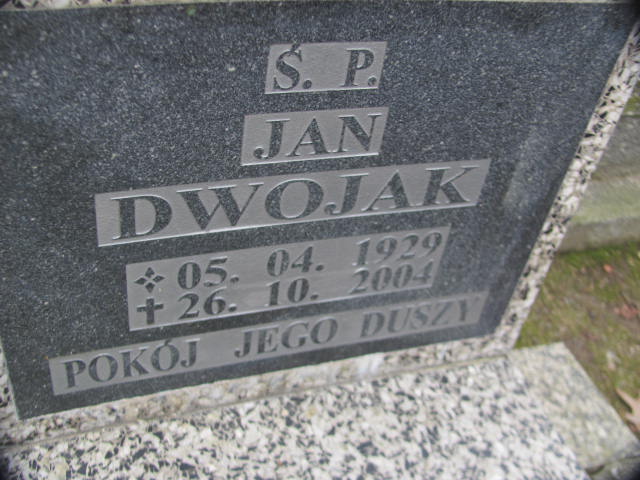 Ś. P.
JAN
DWOJAK
05. 04. 1929
26. 10. 2004
POKÓJ JEGO DUSZY